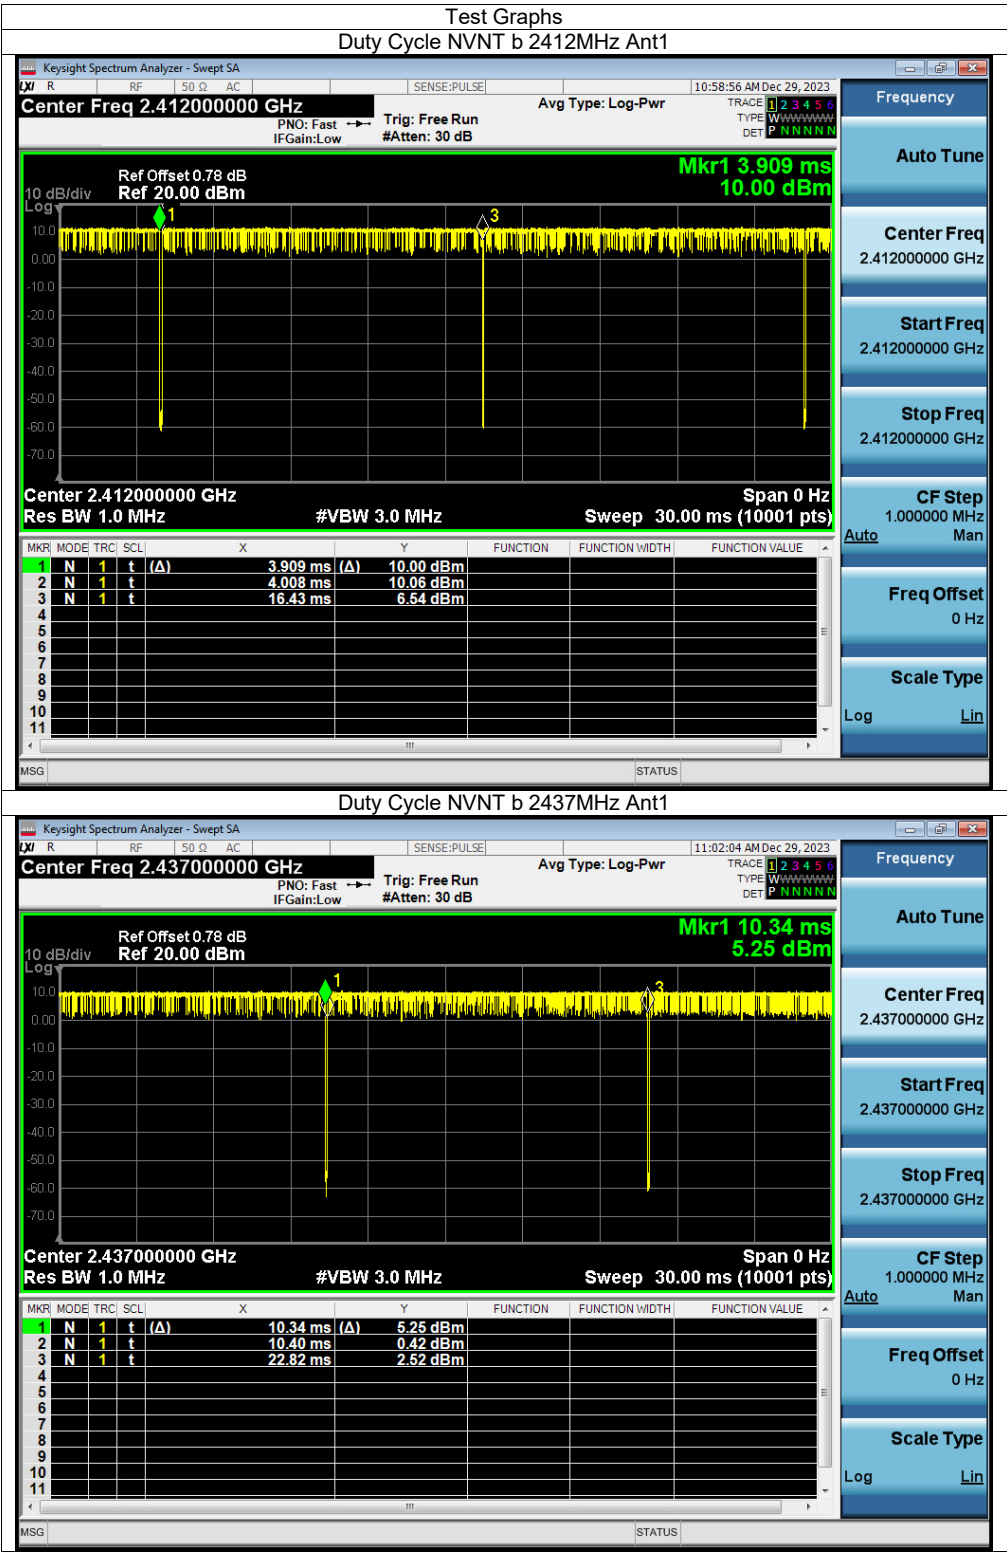 Test Graphs
Duty Cycle NVNT b 2412MHz Ant1
Keysight Spectrum Analyzer - Swept SA
LXI R RF 50 Ω AC SENSE:PULSE 10:58:56 AM Dec 29, 2023
Center Freq 2.412000000 GHz Avg Type: Log-Pwr TRACE 1 2 3 4 5 6
PNO: Fast Trig: Free Run TYPE WWWWWW
IFGain:Low #Atten: 30 dB DET P N N N N N
Frequency
Mkr1 3.909 ms
10.00 dBm
Ref Offset 0.78 dB
10 dB/div Ref 20.00 dBm
Log
1
3
10.0
0.00
-10.0
-20.0
-30.0
-40.0
-50.0
-60.0
-70.0
Center 2.412000000 GHz Span 0 Hz
Res BW 1.0 MHz #VBW 3.0 MHz Sweep 30.00 ms (10001 pts)
MKR MODE TRC SCL X Y FUNCTION FUNCTION WIDTH FUNCTION VALUE
1 N 1 t (Δ) 3.909 ms (Δ) 10.00 dBm
2 N 1 t 4.008 ms 10.06 dBm
3 N 1 t 16.43 ms 6.54 dBm
4
5
6
7
8
9
10
11
MSG STATUS
Auto Tune
Center Freq
2.412000000 GHz
Start Freq
2.412000000 GHz
Stop Freq
2.412000000 GHz
CF Step
1.000000 MHz
Auto Man
Freq Offset
0 Hz
Scale Type
Log Lin
Duty Cycle NVNT b 2437MHz Ant1
Keysight Spectrum Analyzer - Swept SA
LXI R RF 50 Ω AC SENSE:PULSE 11:02:04 AM Dec 29, 2023
Center Freq 2.437000000 GHz Avg Type: Log-Pwr TRACE 1 2 3 4 5 6
PNO: Fast Trig: Free Run TYPE WWWWWW
IFGain:Low #Atten: 30 dB DET P N N N N N
Frequency
Mkr1 10.34 ms
5.25 dBm
Ref Offset 0.78 dB
10 dB/div Ref 20.00 dBm
Log
1
3
10.0
0.00
-10.0
-20.0
-30.0
-40.0
-50.0
-60.0
-70.0
Center 2.437000000 GHz Span 0 Hz
Res BW 1.0 MHz #VBW 3.0 MHz Sweep 30.00 ms (10001 pts)
MKR MODE TRC SCL X Y FUNCTION FUNCTION WIDTH FUNCTION VALUE
1 N 1 t (Δ) 10.34 ms (Δ) 5.25 dBm
2 N 1 t 10.40 ms 0.42 dBm
3 N 1 t 22.82 ms 2.52 dBm
4
5
6
7
8
9
10
11
MSG STATUS
Auto Tune
Center Freq
2.437000000 GHz
Start Freq
2.437000000 GHz
Stop Freq
2.437000000 GHz
CF Step
1.000000 MHz
Auto Man
Freq Offset
0 Hz
Scale Type
Log Lin